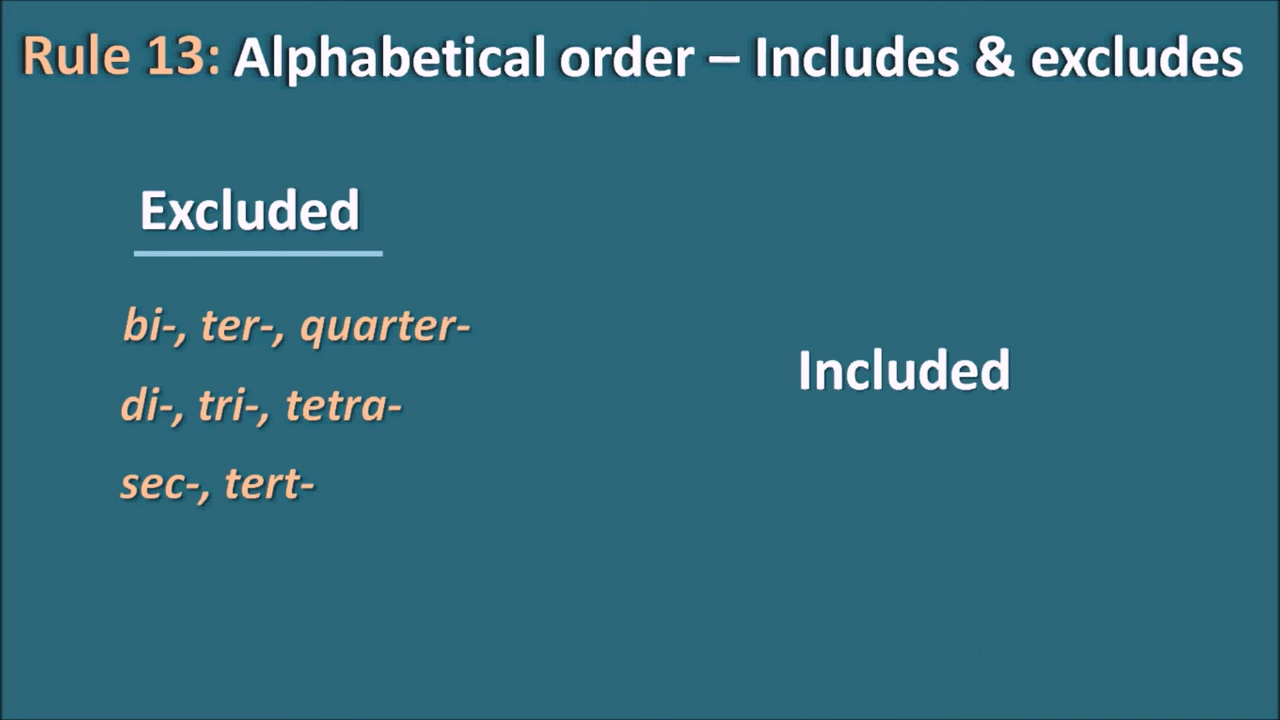 Rule 13: Alphabetical order – Includes & excludes
Excluded
bi-, ter-, quarter-
di-, tri-, tetra-
sec-, tert-
Included